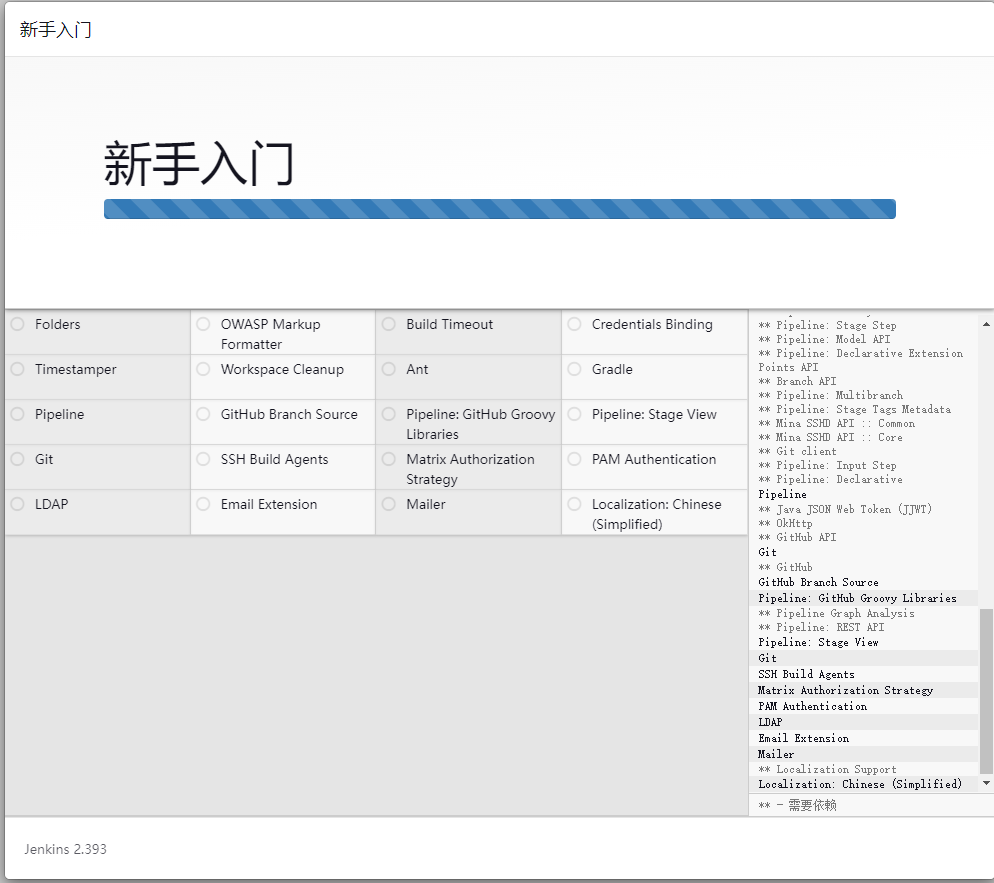 新手入门
新手入门
Folders
OWASP Markup
Formatter
Build Timeout
Credentials Binding
Timestamper
Workspace Cleanup
Ant
Gradle
Pipeline
GitHub Branch Source
Pipeline: GitHub Groovy
Libraries
Pipeline: Stage View
Git
SSH Build Agents
Matrix Authorization
Strategy
PAM Authentication
LDAP
Email Extension
Mailer
Localization: Chinese
(Simplified)
** Pipeline: Stage Step
** Pipeline: Model API
** Pipeline: Declarative Extension
Points API
** Branch API
** Pipeline: Multibranch
** Pipeline: Stage Tags Metadata
** Mina SSHD API :: Common
** Mina SSHD API :: Core
** Git client
** Pipeline: Input Step
** Pipeline: Declarative
Pipeline
** Java JSON Web Token (JJWT)
** OkHttp
** GitHub API
Git
** GitHub
GitHub Branch Source
Pipeline: GitHub Groovy Libraries
** Pipeline Graph Analysis
** Pipeline: REST API
Pipeline: Stage View
Git
SSH Build Agents
Matrix Authorization Strategy
PAM Authentication
LDAP
Email Extension
Mailer
** Localization Support
Localization: Chinese (Simplified)
** - 需要依赖
Jenkins 2.393